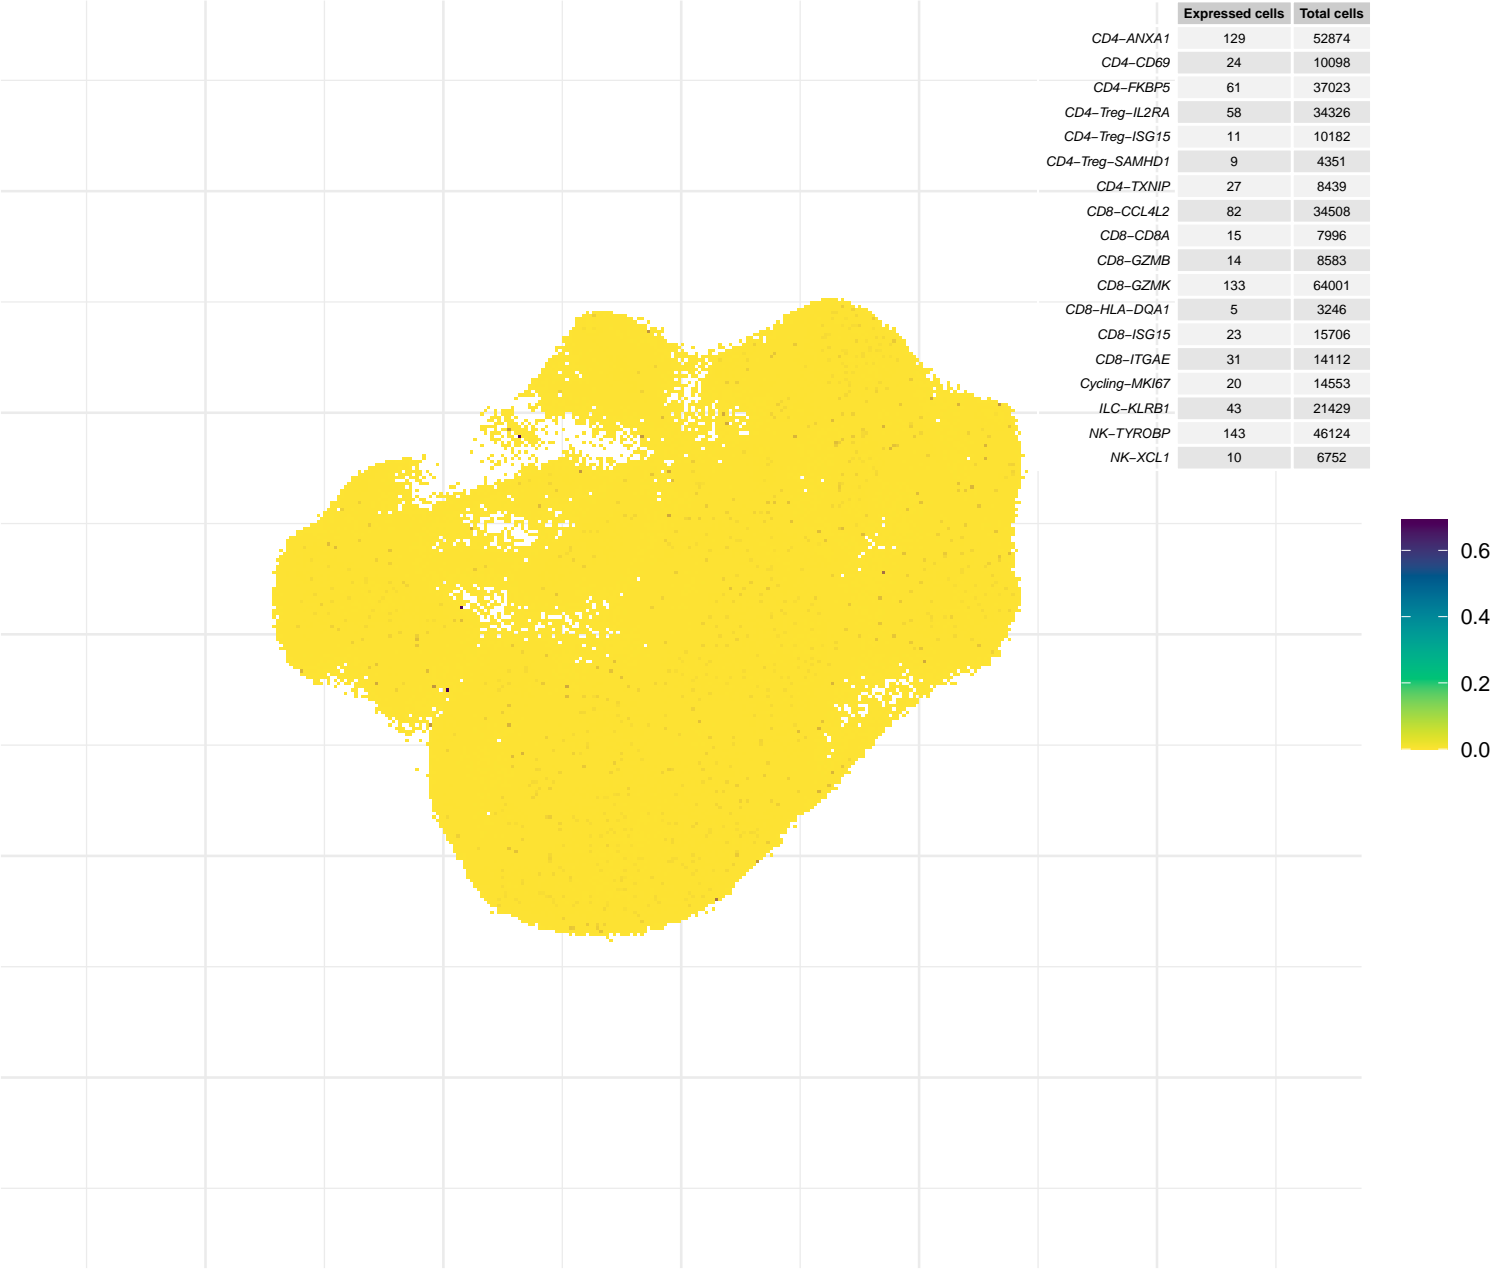 Expressed cells Total cells
CD4−ANXA1 129 52874
CD4−CD69 24 10098
CD4−FKBP5 61 37023
CD4−Treg−IL2RA 58 34326
CD4−Treg−ISG15 11 10182
CD4−Treg−SAMHD1 9 4351
CD4−TXNIP 27 8439
CD8−CCL4L2 82 34508
CD8−CD8A 15 7996
CD8−GZMB 14 8583
CD8−GZMK 133 64001
CD8−HLA−DQA1 5 3246
CD8−ISG15 23 15706
CD8−ITGAE 31 14112
Cycling−MKI67 20 14553
ILC−KLRB1 43 21429
NK−TYROBP 143 46124
NK−XCL1 10 6752
0.6
0.4
0.2
0.0